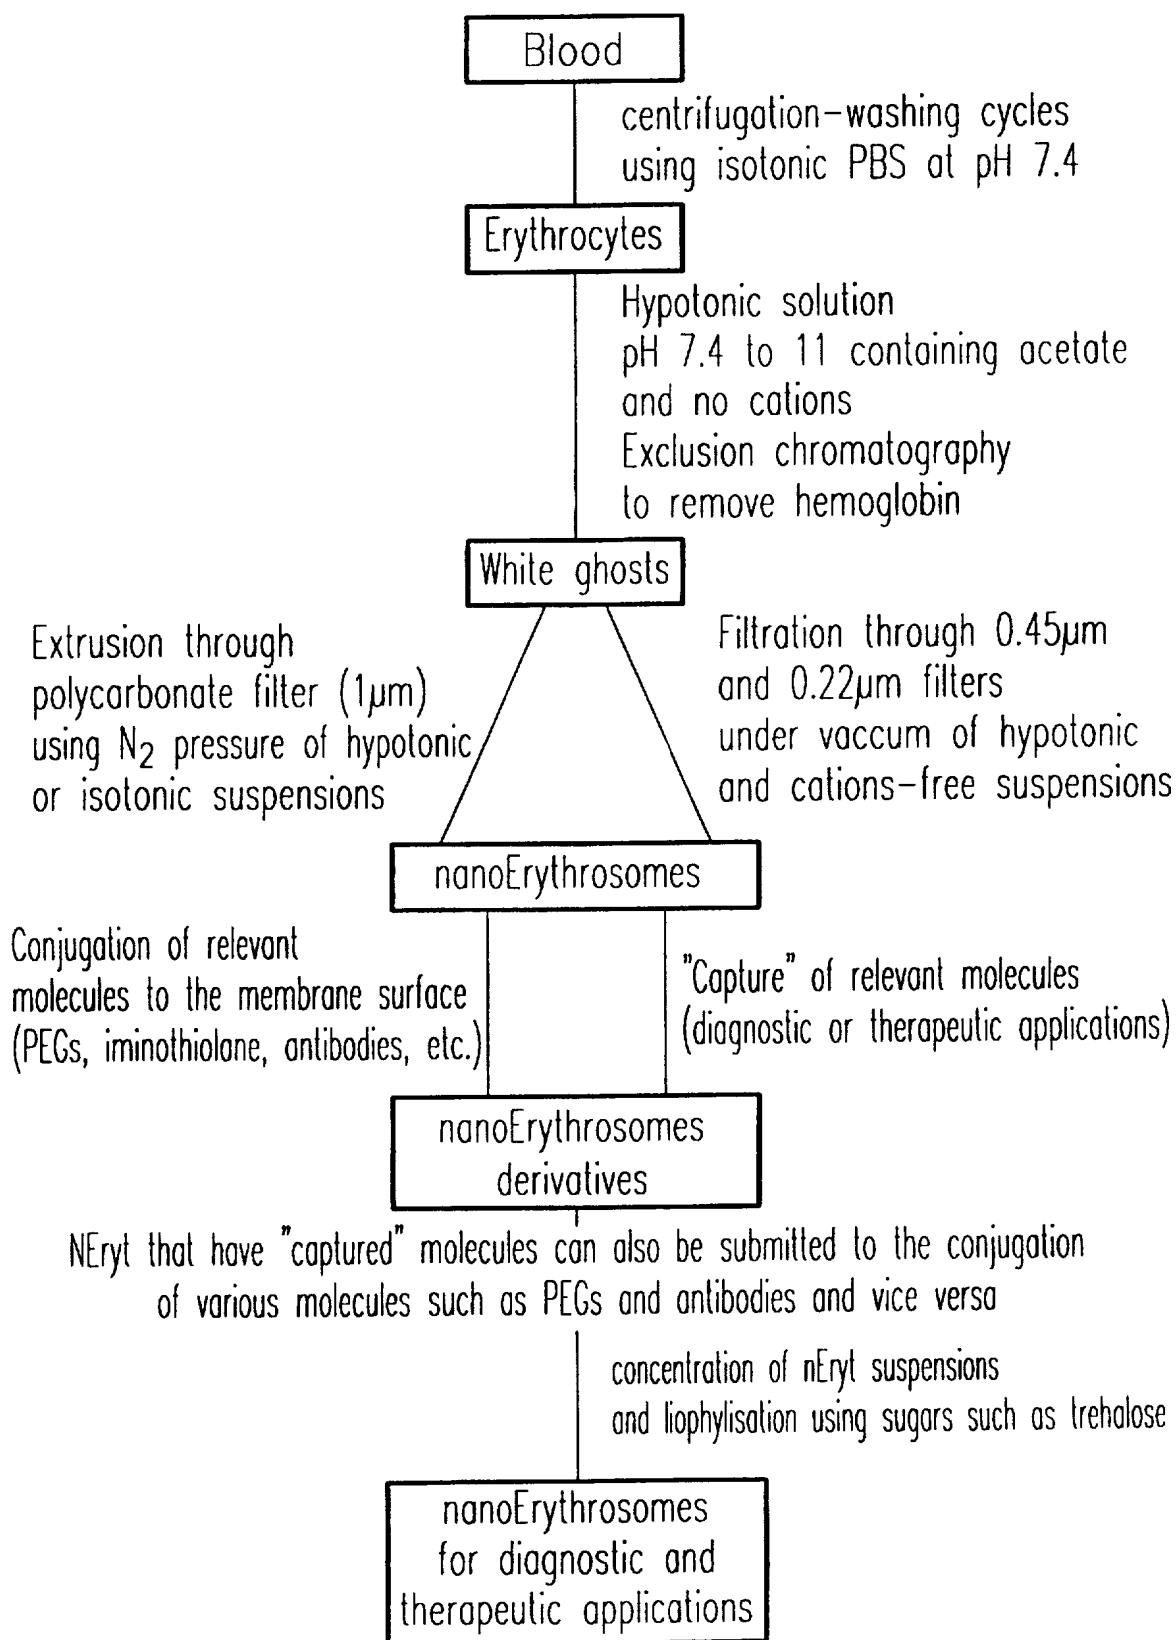 Blood
centrifugation-washing cycles
using isotonic PBS at pH 7.4
Erythrocytes
Hypotonic solution
pH 7.4 to 11 containing acetate
and no cations
Exclusion chromatography
to remove hemoglobin
White ghosts
Extrusion through
polycarbonate filter (1µm)
using N₂ pressure of hypotonic
or isotonic suspensions
Filtration through 0.45µm
and 0.22µm filters
under vaccum of hypotonic
and cations-free suspensions
nanoErythrosomes
Conjugation of relevant
molecules to the membrane surface
(PEGs, iminothiolane, antibodies, etc.)
"Capture" of relevant molecules
(diagnostic or therapeutic applications)
nanoErythrosomes
derivatives
NEryt that have "captured" molecules can also be submitted to the conjugation
of various molecules such as PEGs and antibodies and vice versa
concentration of nEryt suspensions
and liophylisation using sugars such as trehalose
nanoErythrosomes
for diagnostic and
therapeutic applications